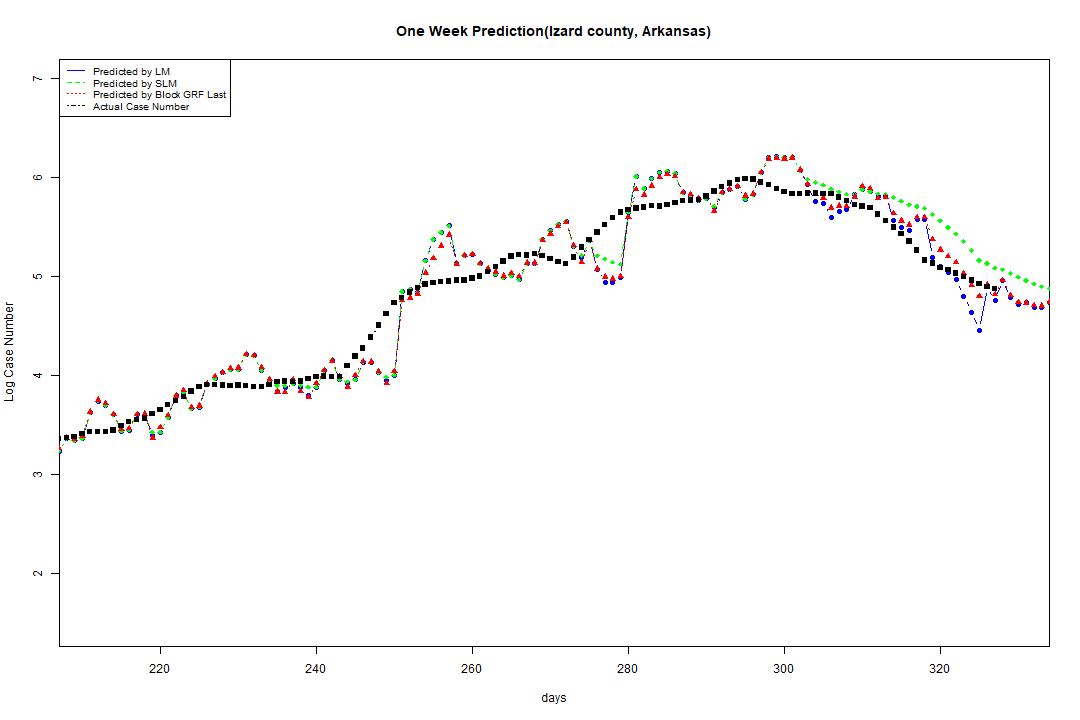 One Week Prediction(Izard county, Arkansas)
Predicted by LM
Predicted by SLM
Predicted by Block GRF Last
Actual Case Number
7
6
5
4
3
2
Log Case Number
220 240 260 280 300 320
days